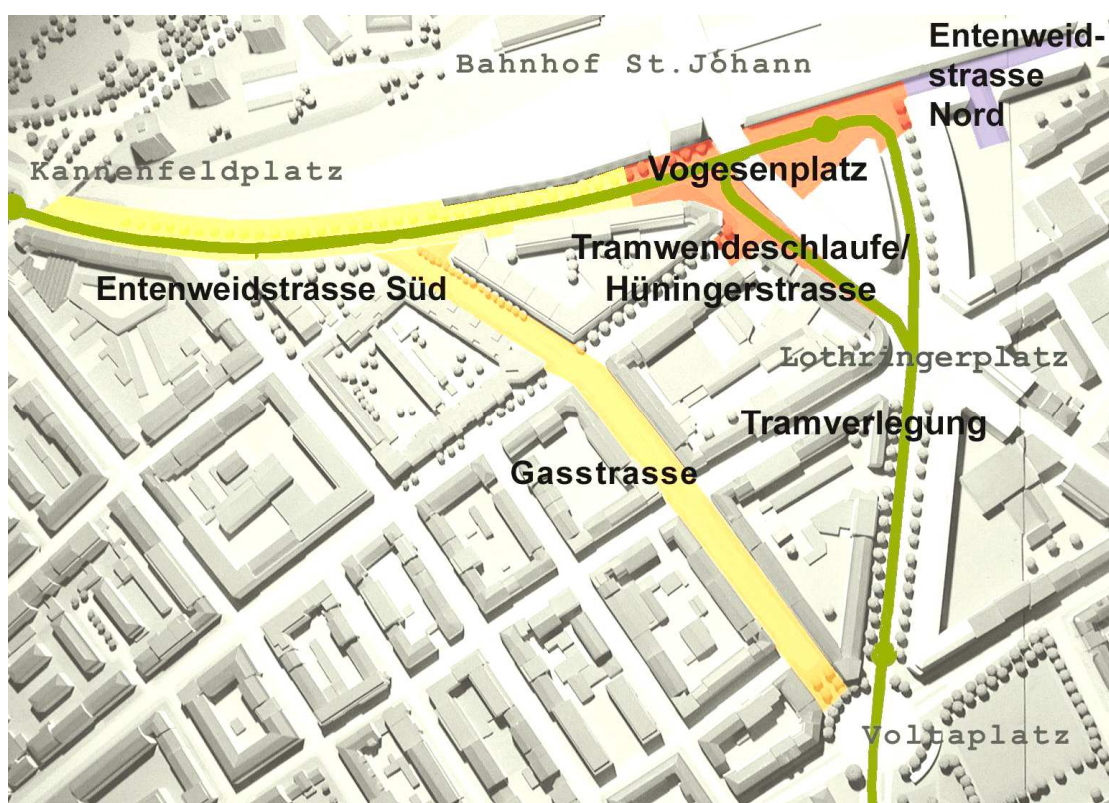 Entenweid-
strasse
Nord
Bahnhof St.Johann
Kannenfeldplatz
Vogesenplatz
Tramwendeschlaufe/
Hüningerstrasse
Entenweidstrasse Süd
Lothringerplatz
Tramverlegung
Gasstrasse
Voltaplatz